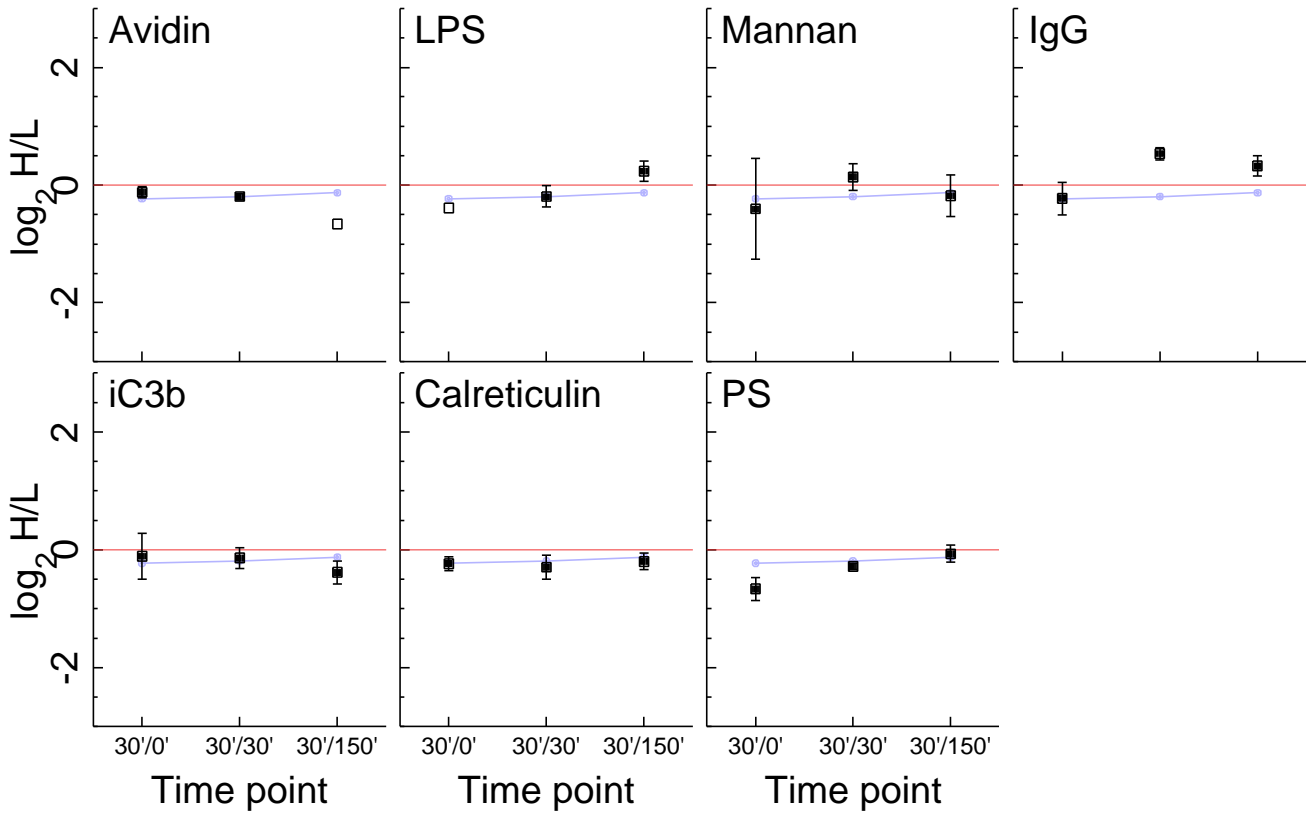 Avidin
LPS
Mannan
IgG
2
0
-2
log2 H/L
iC3b
Calreticulin
PS
2
0
-2
log2 H/L
30'/0' 30'/30' 30'/150'
30'/0' 30'/30' 30'/150'
30'/0' 30'/30' 30'/150'
Time point
Time point
Time point